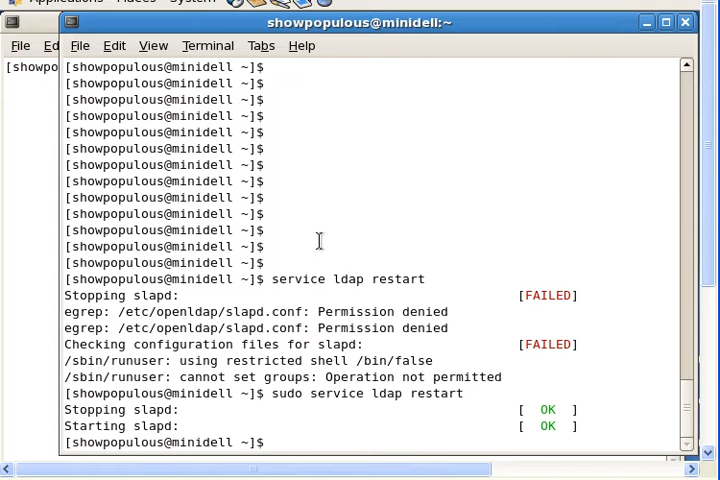 Applications Places System
showpopulous@minidell:~
File Ed
File Edit View Terminal Tabs Help
[showpo
[showpopulous@minidell ~]$
[showpopulous@minidell ~]$
[showpopulous@minidell ~]$
[showpopulous@minidell ~]$
[showpopulous@minidell ~]$
[showpopulous@minidell ~]$
[showpopulous@minidell ~]$
[showpopulous@minidell ~]$
[showpopulous@minidell ~]$
[showpopulous@minidell ~]$
[showpopulous@minidell ~]$
[showpopulous@minidell ~]$
[showpopulous@minidell ~]$
[showpopulous@minidell ~]$ service ldap restart
Stopping slapd: [FAILED]
egrep: /etc/openldap/slapd.conf: Permission denied
egrep: /etc/openldap/slapd.conf: Permission denied
Checking configuration files for slapd: [FAILED]
/sbin/runuser: using restricted shell /bin/false
/sbin/runuser: cannot set groups: Operation not permitted
[showpopulous@minidell ~]$ sudo service ldap restart
Stopping slapd: [  OK  ]
Starting slapd: [  OK  ]
[showpopulous@minidell ~]$